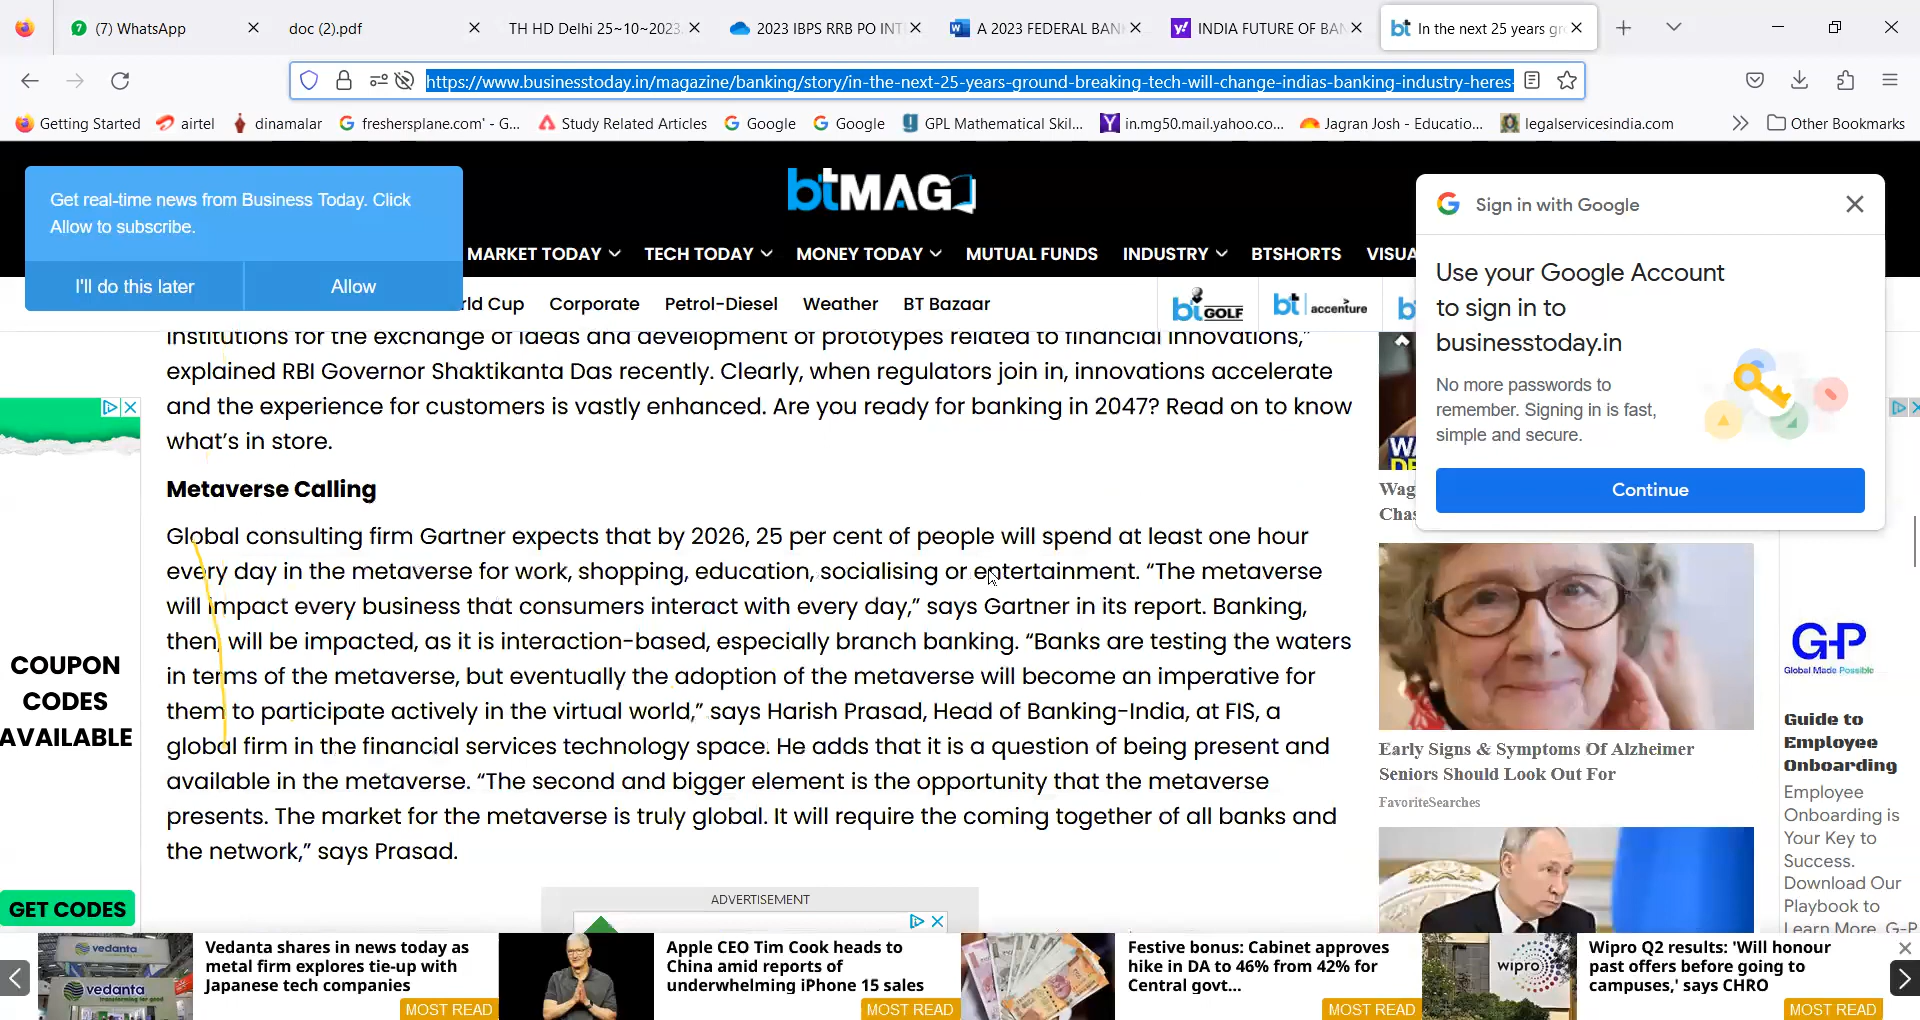 (7) WhatsApp
doc (2).pdf
TH HD Delhi 25~10~2023.
2023 IBPS RRB PO INT
A 2023 FEDERAL BAN
INDIA FUTURE OF BAN
In the next 25 years gr
https://www.businesstoday.in/magazine/banking/story/in-the-next-25-years-ground-breaking-tech-will-change-indias-banking-industry-heres-
Getting Started
airtel
dinamalar
freshersplane.com' - G...
Study Related Articles
Google
Google
GPL Mathematical Skil...
in.mg50.mail.yahoo.co...
Jagran Josh - Educatio...
legalservicesindia.com
Other Bookmarks
Get real-time news from Business Today. Click
Allow to subscribe.
I'll do this later
Allow
btMAG
MARKET TODAY
TECH TODAY
MONEY TODAY
MUTUAL FUNDS
INDUSTRY
BTSHORTS
VISUA
rld Cup
Corporate
Petrol-Diesel
Weather
BT Bazaar
bt GOLF
bt accenture
Sign in with Google
Use your Google Account
to sign in to
businesstoday.in
No more passwords to
remember. Signing in is fast,
simple and secure.
Continue
institutions for the exchange of ideas and development of prototypes related to financial innovations,"
explained RBI Governor Shaktikanta Das recently. Clearly, when regulators join in, innovations accelerate
and the experience for customers is vastly enhanced. Are you ready for banking in 2047? Read on to know
what's in store.
Metaverse Calling
Global consulting firm Gartner expects that by 2026, 25 per cent of people will spend at least one hour
every day in the metaverse for work, shopping, education, socialising or entertainment. "The metaverse
will impact every business that consumers interact with every day," says Gartner in its report. Banking,
then, will be impacted, as it is interaction-based, especially branch banking. "Banks are testing the waters
in terms of the metaverse, but eventually the adoption of the metaverse will become an imperative for
them to participate actively in the virtual world," says Harish Prasad, Head of Banking-India, at FIS, a
global firm in the financial services technology space. He adds that it is a question of being present and
available in the metaverse. "The second and bigger element is the opportunity that the metaverse
presents. The market for the metaverse is truly global. It will require the coming together of all banks and
the network," says Prasad.
ADVERTISEMENT
COUPON
CODES
AVAILABLE
GET CODES
Wag
Chas
Early Signs & Symptoms Of Alzheimer
Seniors Should Look Out For
FavoriteSearches
G-P
Global Made Possible
Guide to
Employee
Onboarding
Employee
Onboarding is
Your Key to
Success.
Download Our
Playbook to
Learn More. G-P
vedanta
vedanta
Vedanta shares in news today as
metal firm explores tie-up with
Japanese tech companies
MOST READ
Apple CEO Tim Cook heads to
China amid reports of
underwhelming iPhone 15 sales
MOST READ
Festive bonus: Cabinet approves
hike in DA to 46% from 42% for
Central govt...
MOST READ
wipro
Wipro Q2 results: 'Will honour
past offers before going to
campuses,' says CHRO
MOST READ